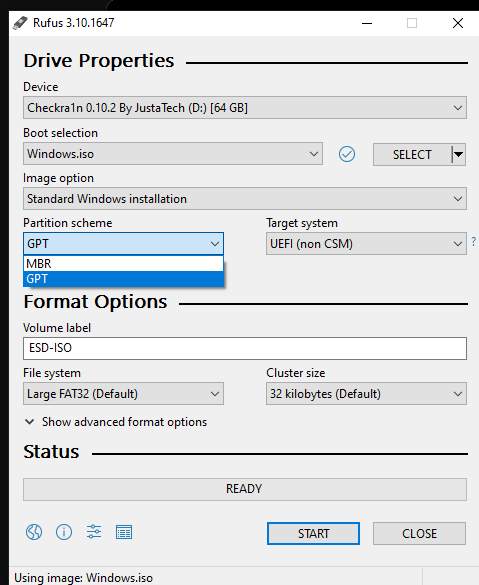 Rufus 3.10.1647
Drive Properties
Device
Checkra1n 0.10.2 By JustaTech (D:) [64 GB]
Boot selection
Windows.iso
SELECT
Image option
Standard Windows installation
Partition scheme
Target system
GPT
UEFI (non CSM)
?
MBR
GPT
Format Options
Volume label
ESD-ISO
File system
Cluster size
Large FAT32 (Default)
32 kilobytes (Default)
Show advanced format options
Status
READY
START
CLOSE
Using image: Windows.iso